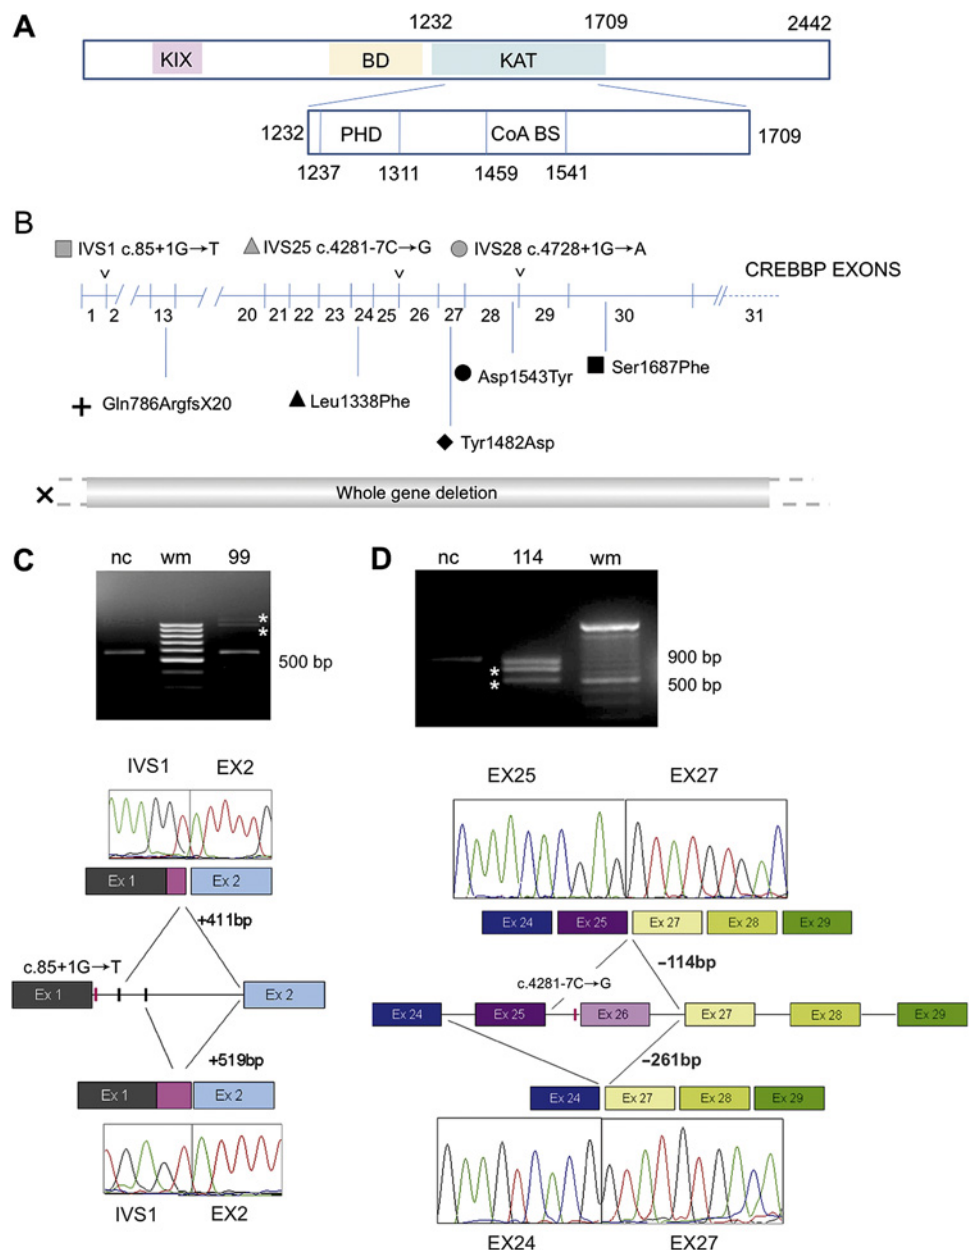 A
1232 1709 2442
KIX BD KAT
1232 PHD CoA BS 1709
1237 1311 1459 1541
B
IVS1 c.85+1G→T IVS25 c.4281-7C→G IVS28 c.4728+1G→A
CREBBP EXONS
1 2 13 20 21 22 23 24 25 26 27 28 29 30 31
Gln786ArgfsX20 Leu1338Phe Asp1543Tyr Ser1687Phe
Tyr1482Asp
Whole gene deletion
C
nc wm 99
* *
500 bp
IVS1 EX2
Ex 1 Ex 2
+411bp
c.85+1G→T
Ex 1 Ex 2
+519bp
Ex 1 Ex 2
IVS1 EX2
D
nc 114 wm
* *
900 bp
500 bp
EX25 EX27
Ex 24 Ex 25 Ex 27 Ex 28 Ex 29
−114bp
c.4281-7C→G
Ex 24 Ex 25 Ex 26 Ex 27 Ex 28 Ex 29
−261bp
Ex 24 Ex 27 Ex 28 Ex 29
EX24 EX27